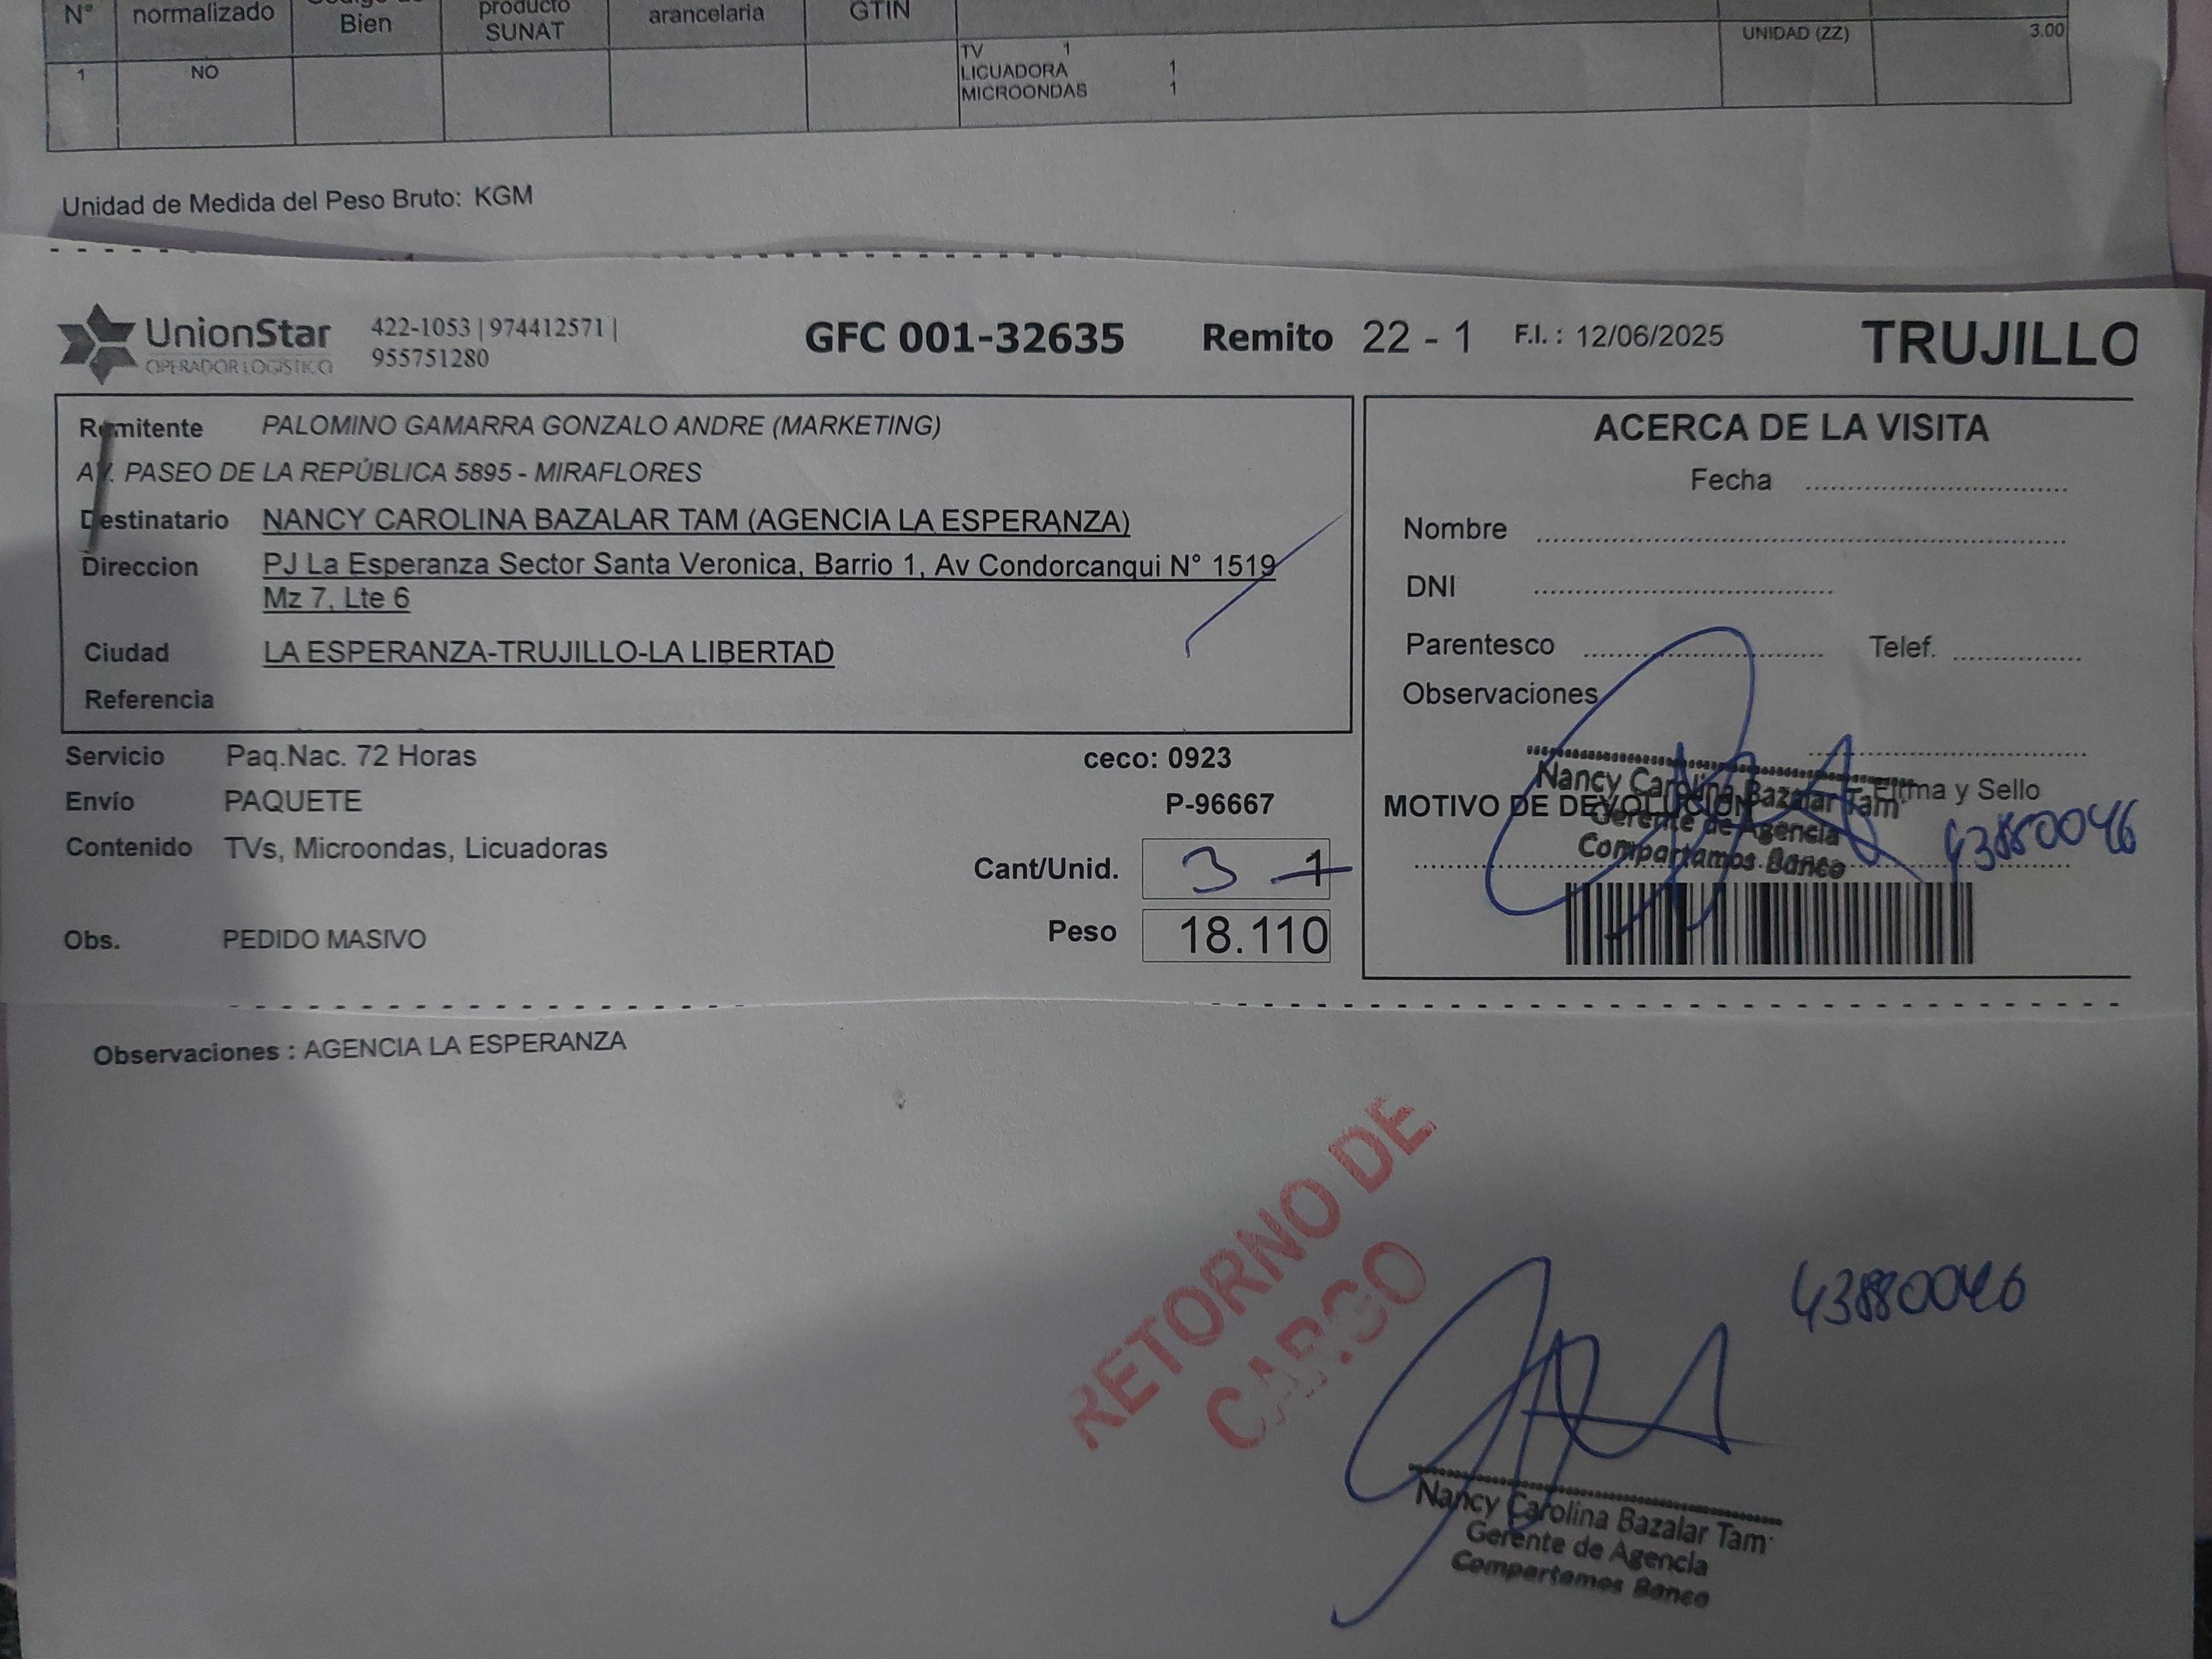 N° normalizado Bien producto SUNAT arancelaria GTIN
1 NO TV 1 UNIDAD (ZZ) 3.00
LICUADORA 1
MICROONDAS 1
Unidad de Medida del Peso Bruto: KGM
UnionStar
OPERADOR LOGÍSTICO
422-1053 | 974412571 |
955751280
GFC 001-32635 Remito 22 - 1 F.I. : 12/06/2025 TRUJILLO
Remitente PALOMINO GAMARRA GONZALO ANDRE (MARKETING)
AV. PASEO DE LA REPÚBLICA 5895 - MIRAFLORES
Destinatario NANCY CAROLINA BAZALAR TAM (AGENCIA LA ESPERANZA)
Direccion PJ La Esperanza Sector Santa Veronica, Barrio 1, Av Condorcanqui N° 1519
Mz 7, Lte 6
Ciudad LA ESPERANZA-TRUJILLO-LA LIBERTAD
Referencia
Servicio Paq.Nac. 72 Horas ceco: 0923
Envío PAQUETE P-96667
Contenido TVs, Microondas, Licuadoras
Cant/Unid. 3 1
Peso 18.110
Obs. PEDIDO MASIVO
ACERCA DE LA VISITA
Fecha
Nombre
DNI
Parentesco Telef.
Observaciones
Firma y Sello
MOTIVO DE DEVOLUCIÓN
Nancy Carolina Bazalar Tam
Gerente de Agencia
Compartamos Banco
43880046
Observaciones : AGENCIA LA ESPERANZA
RETORNO DE
CARGO
43880046
Nancy Carolina Bazalar Tam
Gerente de Agencia
Compartamos Banco